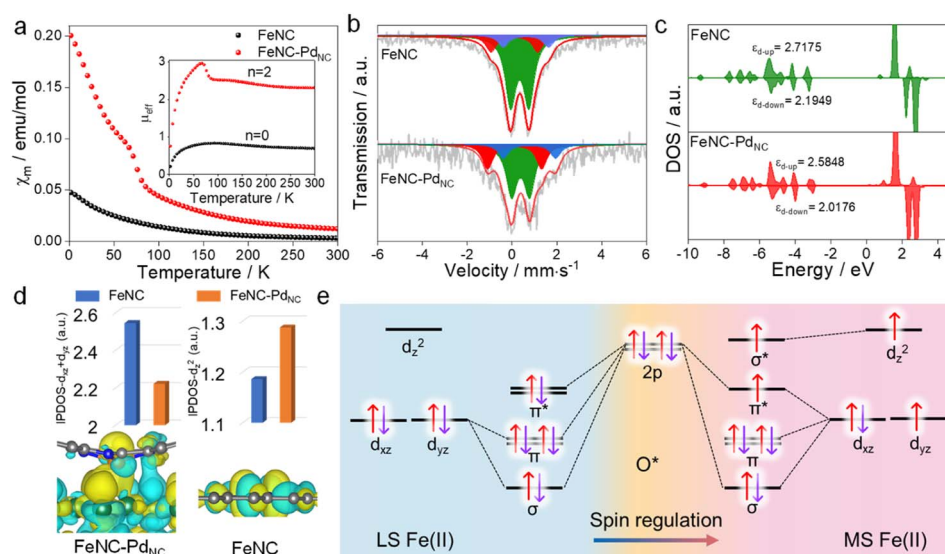 a
χm / emu/mol
0.20
0.15
0.10
0.05
0.00
FeNC
FeNC-PdNC
μeff
3
2
1
0
n=2
n=0
0 50 100 150 200 250 300
Temperature / K
0 50 100 150 200 250 300
Temperature / K
b
Transmission / a.u.
FeNC
FeNC-PdNC
-6 -4 -2 0 2 4 6
Velocity / mm·s-1
c
DOS / a.u.
FeNC
εd-up = 2.7175
εd-down = 2.1949
FeNC-PdNC
εd-up = 2.5848
εd-down = 2.0176
-10 -8 -6 -4 -2 0 2 4
Energy / eV
d
FeNC
FeNC-PdNC
IPDOS-dxz+dyz (a.u.)
2.6
2.4
2.2
2
IPDOS-dz2 (a.u.)
1.3
1.2
1.1
FeNC-PdNC
FeNC
e
dz2
dxz
dyz
π*
π
σ
2p
O*
σ*
π*
π
σ
dz2
dxz
dyz
LS Fe(II)
Spin regulation
MS Fe(II)